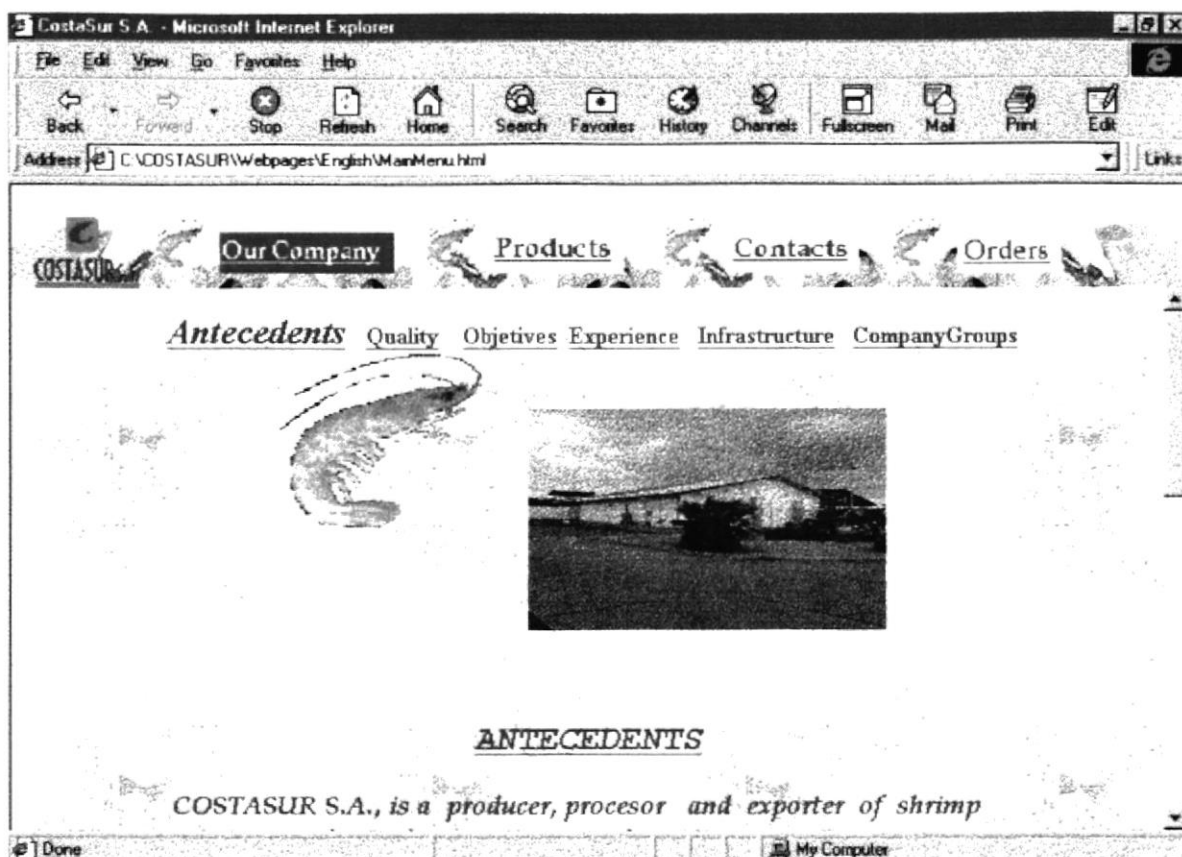 CostaSur S.A. - Microsoft Internet Explorer
File Edit View Go Favorites Help
Back Forward Stop Refresh Home Search Favorites History Channels Fullscreen Mail Print Edit
Address C:\COSTASUR\Webpages\English\MainMenu.html Links
COSTASUR S.A. Our Company Products Contacts Orders
Antecedents Quality Objetives Experience Infrastructure CompanyGroups
ANTECEDENTS
COSTASUR S.A., is a producer, procesor and exporter of shrimp
Done My Computer